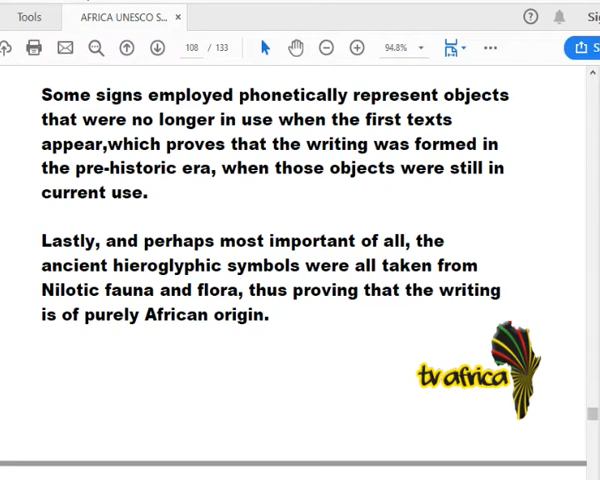 Tools
AFRICA UNESCO S... ×
Si
108 / 133
94.8%
S
Some signs employed phonetically represent objects
that were no longer in use when the first texts
appear,which proves that the writing was formed in
the pre-historic era, when those objects were still in
current use.
Lastly, and perhaps most important of all, the
ancient hieroglyphic symbols were all taken from
Nilotic fauna and flora, thus proving that the writing
is of purely African origin.
tv africa